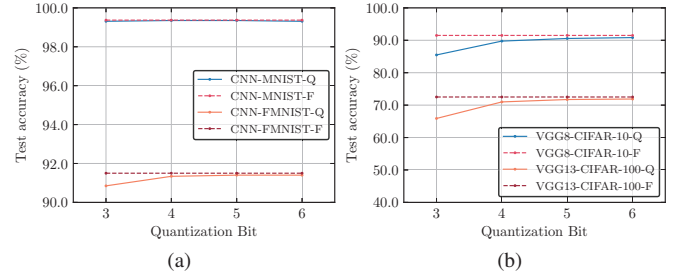 100.0
98.0
96.0
94.0
92.0
90.0
Test accuracy (%)
3 4 5 6
Quantization Bit
CNN-MNIST-Q
CNN-MNIST-F
CNN-FMNIST-Q
CNN-FMNIST-F
(a)
100.0
90.0
80.0
70.0
60.0
50.0
40.0
Test accuracy (%)
3 4 5 6
Quantization Bit
VGG8-CIFAR-10-Q
VGG8-CIFAR-10-F
VGG13-CIFAR-100-Q
VGG13-CIFAR-100-F
(b)